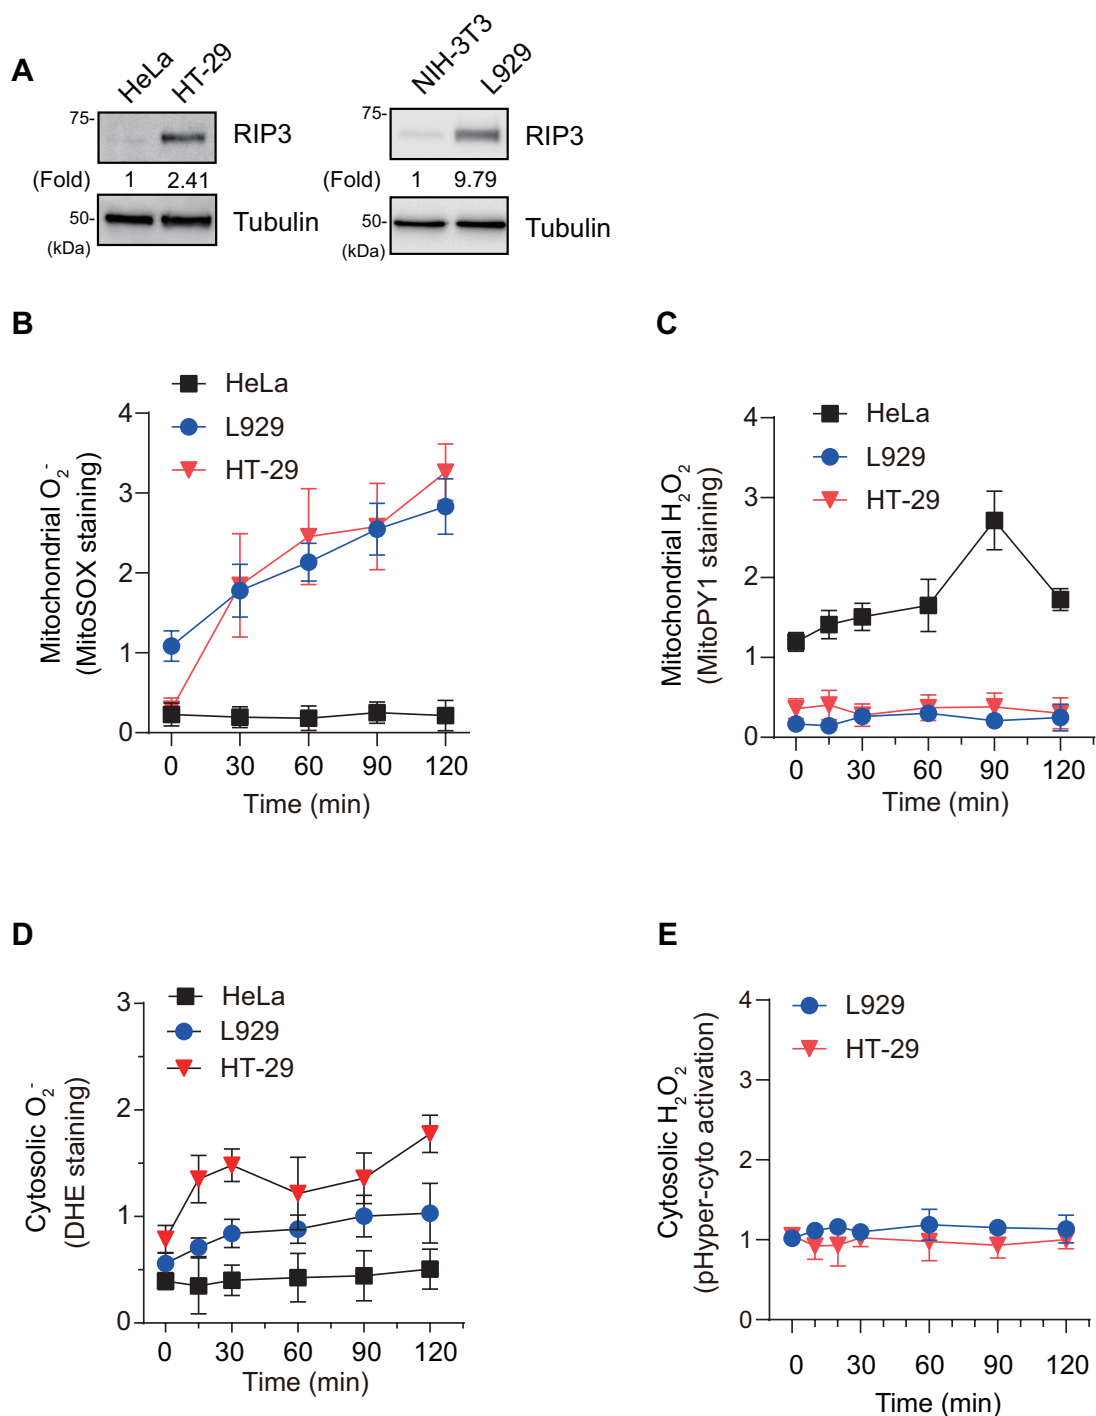 A
HeLa
HT-29
75-
RIP3
(Fold) 1 2.41
50-
Tubulin
(kDa)
NIH-3T3
L929
75-
RIP3
(Fold) 1 9.79
50-
Tubulin
(kDa)
B
HeLa
L929
HT-29
Mitochondrial O2-
(MitoSOX staining)
4
3
2
1
0
0 30 60 90 120
Time (min)
C
HeLa
L929
HT-29
Mitochondrial H2O2
(MitoPY1 staining)
4
3
2
1
0
0 30 60 90 120
Time (min)
D
HeLa
L929
HT-29
Cytosolic O2-
(DHE staining)
3
2
1
0
0 30 60 90 120
Time (min)
E
L929
HT-29
Cytosolic H2O2
(pHyper-cyto activation)
4
3
2
1
0
0 30 60 90 120
Time (min)